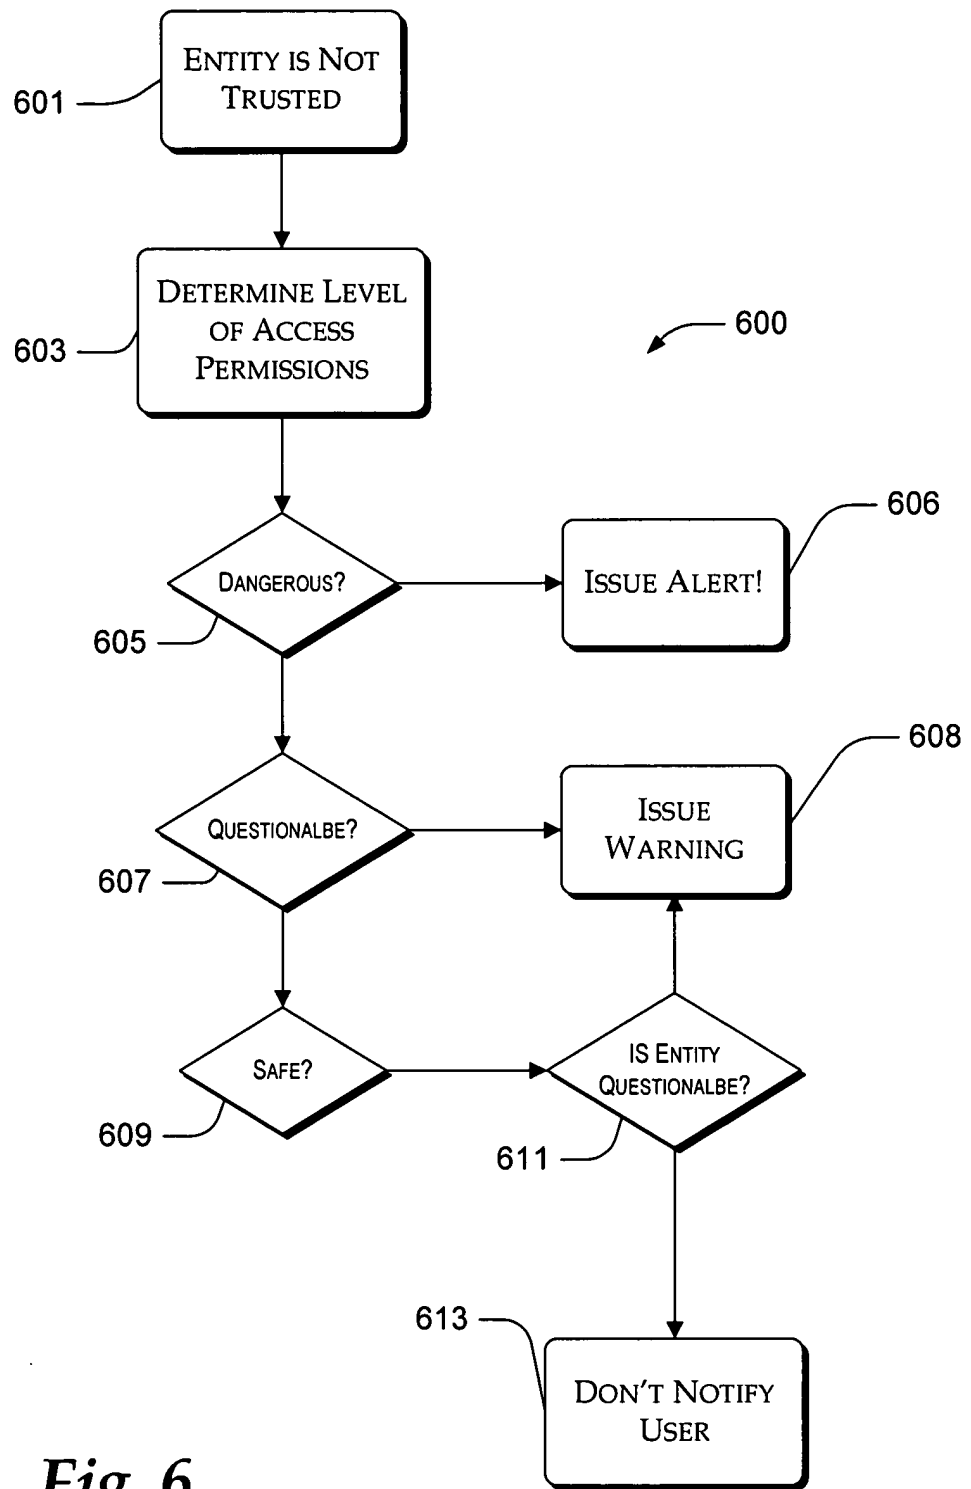 ENTITY IS NOT
TRUSTED
601
DETERMINE LEVEL
OF ACCESS
PERMISSIONS
603
600
DANGEROUS?
605
ISSUE ALERT!
606
QUESTIONALBE?
607
ISSUE
WARNING
608
SAFE?
609
IS ENTITY
QUESTIONALBE?
611
613
DON'T NOTIFY
USER
Fig. 6